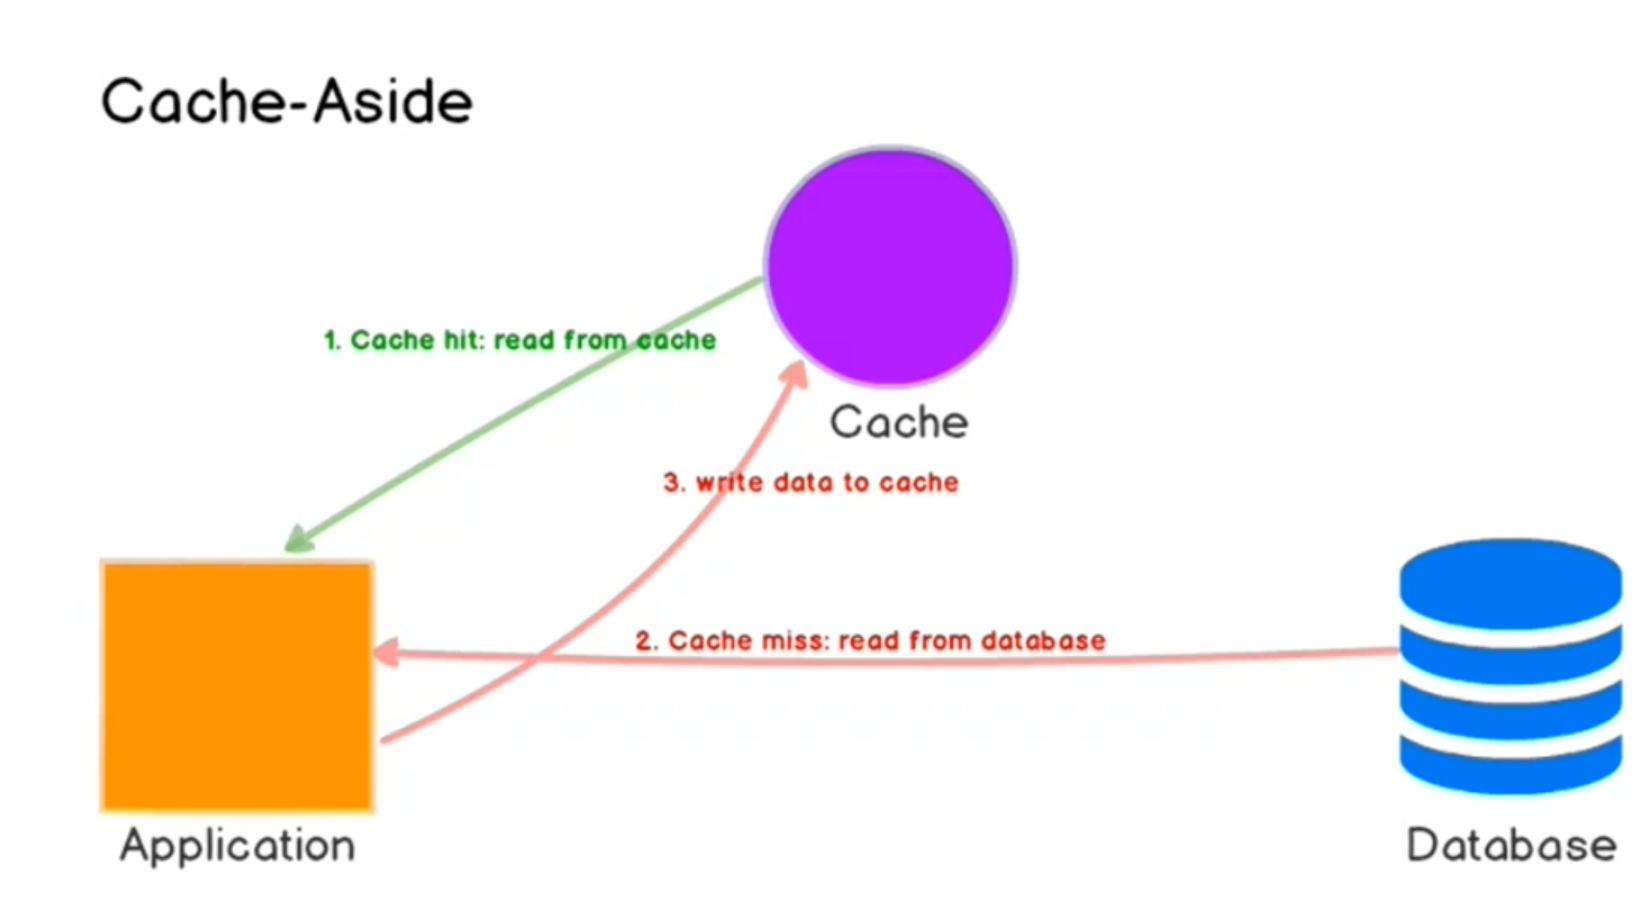 Cache-Aside
1. Cache hit: read from cache
Cache
3. write data to cache
2. Cache miss: read from database
Application
Database